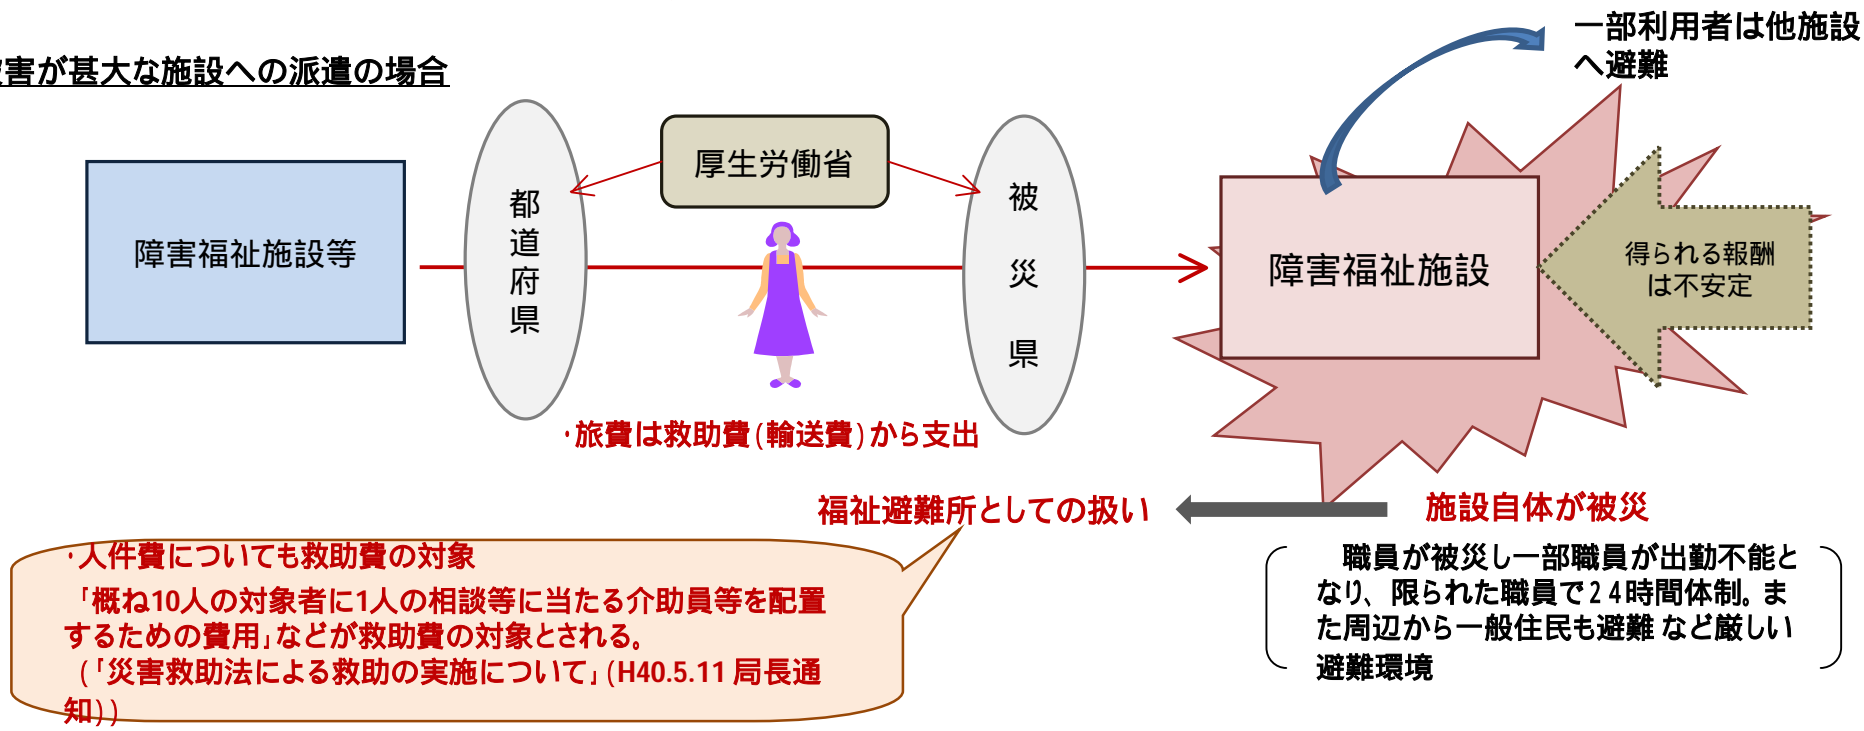 一部利用者は他施設
へ避難
害が甚大な施設への派遣の場合
厚生労働省
都道府県
被災県
障害福祉施設等
障害福祉施設
得られる報酬
は不安定
・旅費は救助費(輸送費)から支出
福祉避難所としての扱い
施設自体が被災
・人件費についても救助費の対象
「概ね10人の対象者に1人の相談等に当たる介助員等を配置
するための費用」などが救助費の対象とされる。
(「災害救助法による救助の実施について」(H40.5.11 局長通
知))
職員が被災し一部職員が出勤不能と
なり、限られた職員で24時間体制。ま
た周辺から一般住民も避難 など厳しい
避難環境